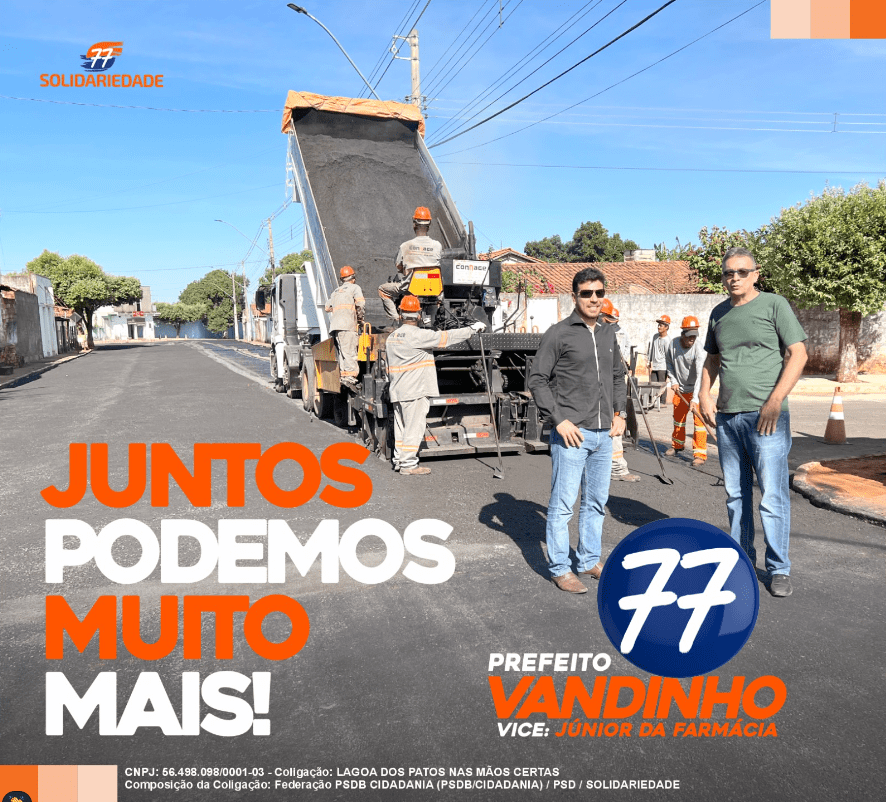 77
SOLIDARIEDADE
CONNAGE
JUNTOS
PODEMOS
MUITO
MAIS!
77
PREFEITO
VANDINHO
VICE: JÚNIOR DA FARMÁCIA
CNPJ: 56.498.098/0001-03 - Coligação: LAGOA DOS PATOS NAS MÃOS CERTAS
Composição da Coligação: Federação PSDB CIDADANIA (PSDB/CIDADANIA) / PSD / SOLIDARIEDADE